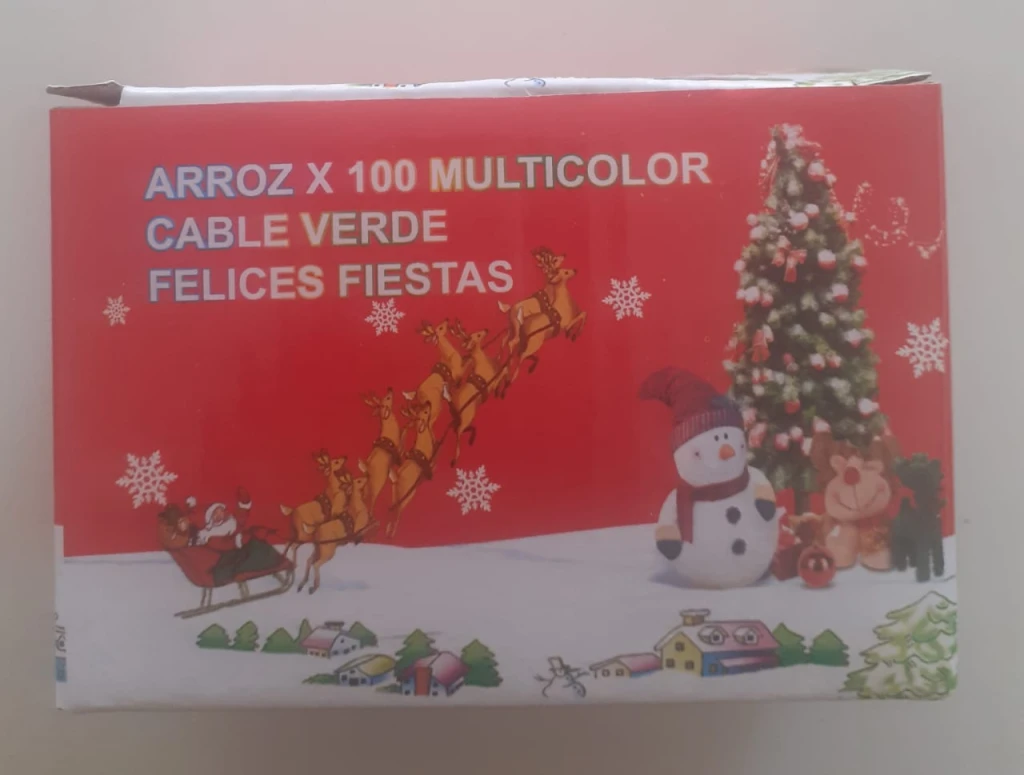 ARROZ X 100 MULTICOLOR
CABLE VERDE
FELICES FIESTAS